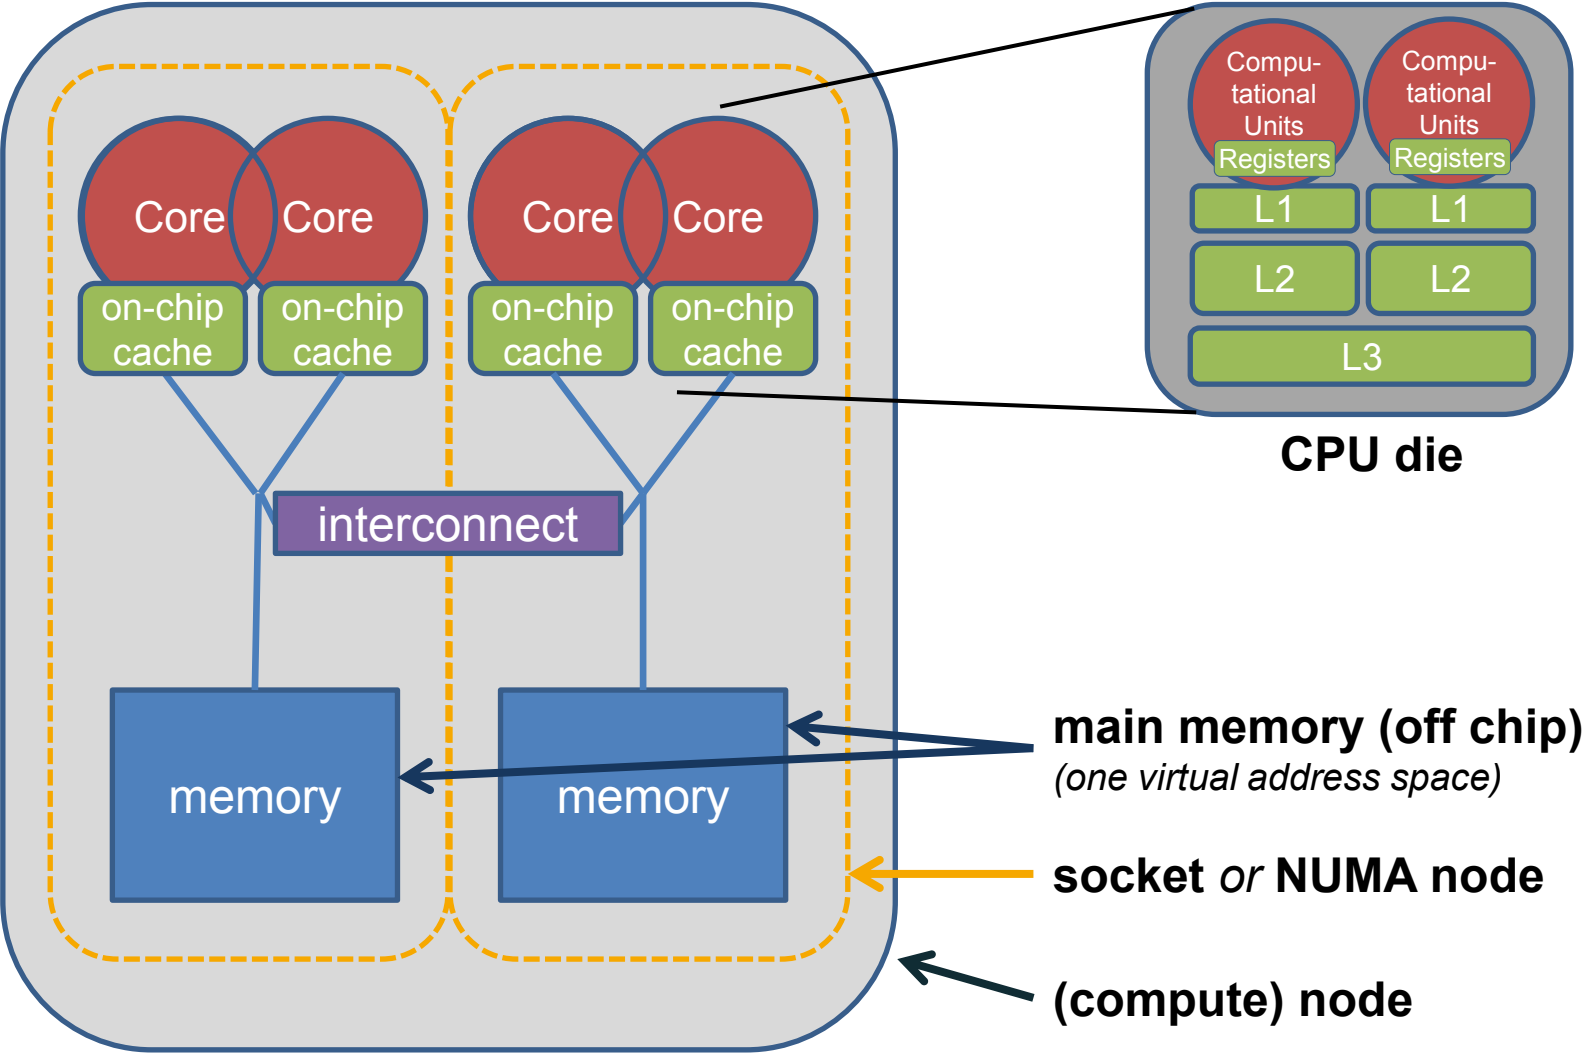 Core
Core
on-chip
cache
on-chip
cache
Core
Core
on-chip
cache
on-chip
cache
interconnect
memory
memory
Compu-
tational
Units
Registers
Compu-
tational
Units
Registers
L1
L1
L2
L2
L3
CPU die
main memory (off chip)
(one virtual address space)
socket or NUMA node
(compute) node